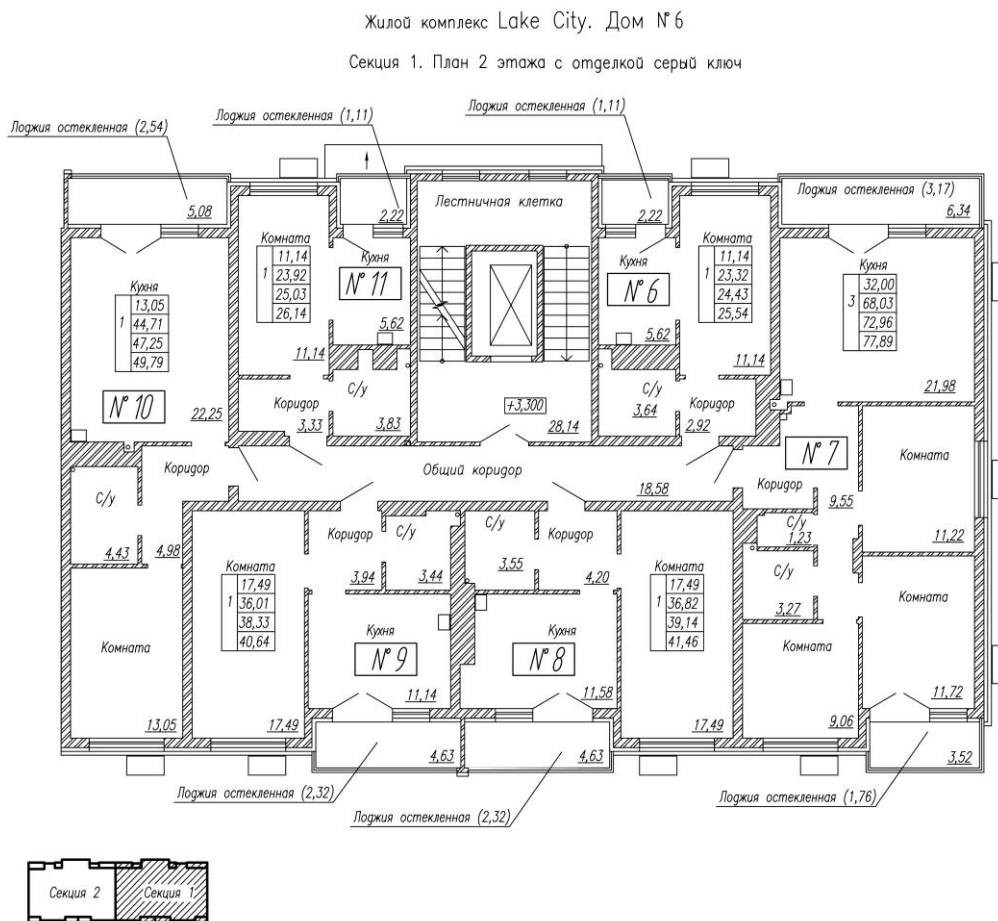 Жилой комплекс Lake City. Дом №6
Секция 1. План 2 этажа с отделкой серый ключ
Лоджия остекленная (2,54)
Лоджия остекленная (1,11)
Лоджия остекленная (1,11)
Лоджия остекленная (3,17)
5,08
2,22
Лестничная клетка
2,22
6,34
Кухня
1
13,05
44,71
47,25
49,79
№ 10
22,25
Комната
1
11,14
23,92
25,03
26,14
11,14
Кухня
№ 11
5,62
Кухня
№ 6
5,62
Комната
1
11,14
23,32
24,43
25,54
11,14
Кухня
3
32,00
68,03
72,96
77,89
21,98
Коридор
3,33
С/у
3,83
+3,300
28,14
С/у
3,64
Коридор
2,92
№ 7
Комната
11,22
Коридор
4,98
С/у
4,43
Общий коридор
18,58
Коридор
9,55
С/у
1,23
С/у
3,27
Комната
13,05
Комната
1
17,49
36,01
38,33
40,64
17,49
Коридор
3,94
С/у
3,44
С/у
3,55
Коридор
4,20
Комната
1
17,49
36,82
39,14
41,46
17,49
Кухня
№ 9
11,14
Кухня
№ 8
11,58
Комната
9,06
Комната
11,72
4,63
4,63
3,52
Лоджия остекленная (2,32)
Лоджия остекленная (2,32)
Лоджия остекленная (1,76)
Секция 2
Секция 1